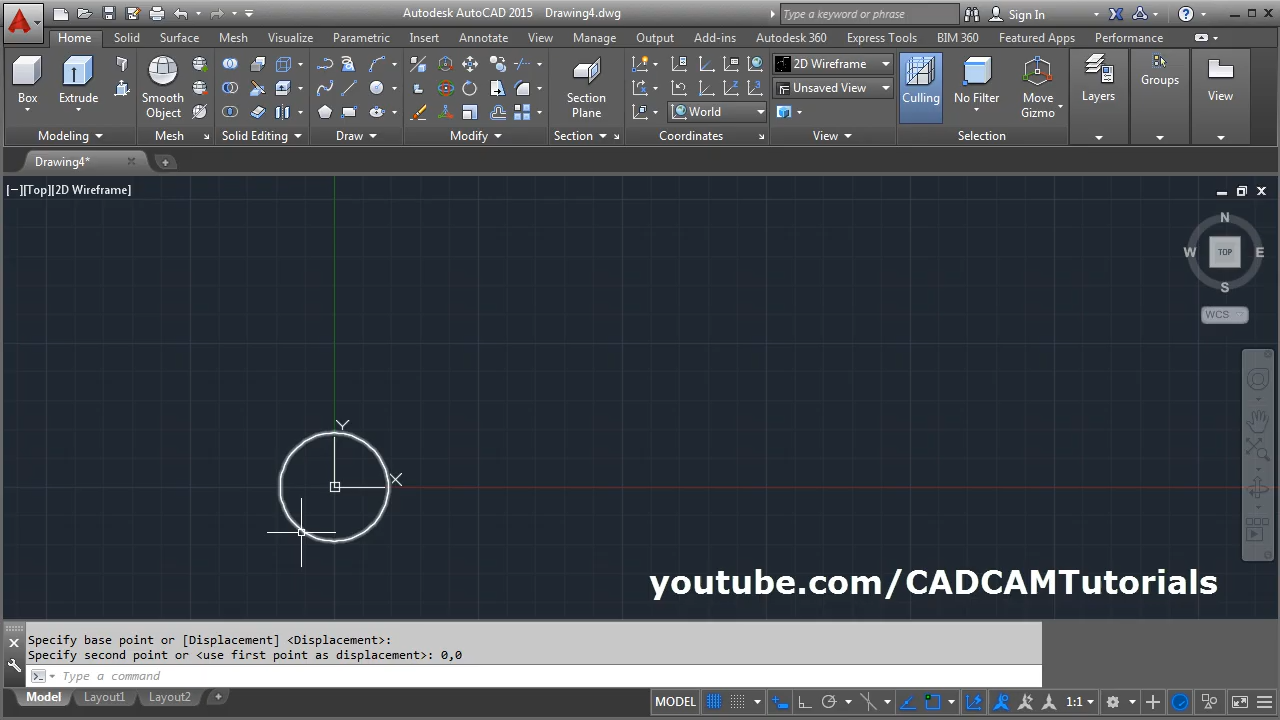 Autodesk AutoCAD 2015 Drawing4.dwg
Type a keyword or phrase
Sign In
Home Solid Surface Mesh Visualize Parametric Insert Annotate View Manage Output Add-ins Autodesk 360 Express Tools BIM 360 Featured Apps Performance
2D Wireframe
Unsaved View
World
Box Extrude Smooth Object Section Plane Culling No Filter Move Gizmo Layers Groups View
Modeling Mesh Solid Editing Draw Modify Section Coordinates View Selection
Drawing4*
[−][Top][2D Wireframe]
N
W TOP E
S
WCS
Y
X
youtube.com/CADCAMTutorials
Specify base point or [Displacement] <Displacement>:
Specify second point or <use first point as displacement>: 0,0
Type a command
Model Layout1 Layout2 +
MODEL 1:1